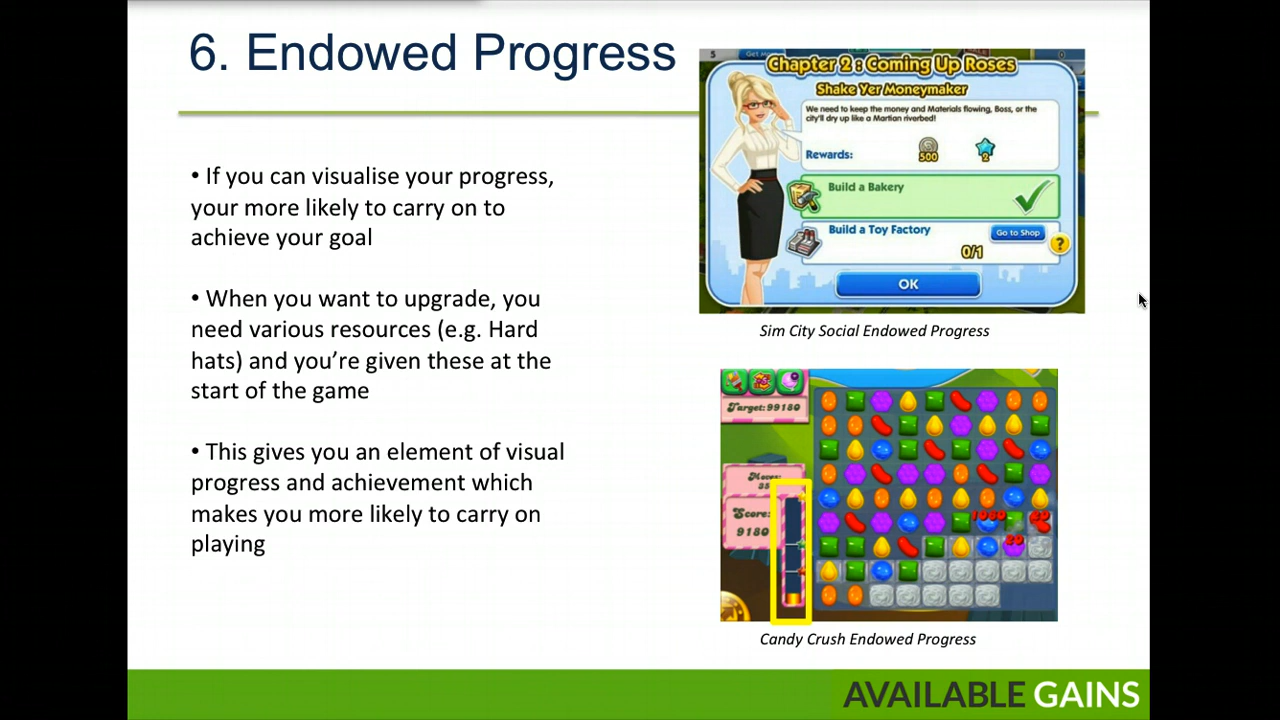 6. Endowed Progress
• If you can visualise your progress,
your more likely to carry on to
achieve your goal
• When you want to upgrade, you
need various resources (e.g. Hard
hats) and you’re given these at the
start of the game
• This gives you an element of visual
progress and achievement which
makes you more likely to carry on
playing
5
Chapter 2 : Coming Up Roses
Shake Yer Moneymaker
We need to keep the money and Materials flowing, Boss, or the
city'll dry up like a Martian riverbed!
Rewards:
500
2
Build a Bakery
Build a Toy Factory
Go to Shop
0/1
?
OK
Sim City Social Endowed Progress
Target:99180
Moves:
Score:
9180
1080
20
20
Candy Crush Endowed Progress
AVAILABLE GAINS